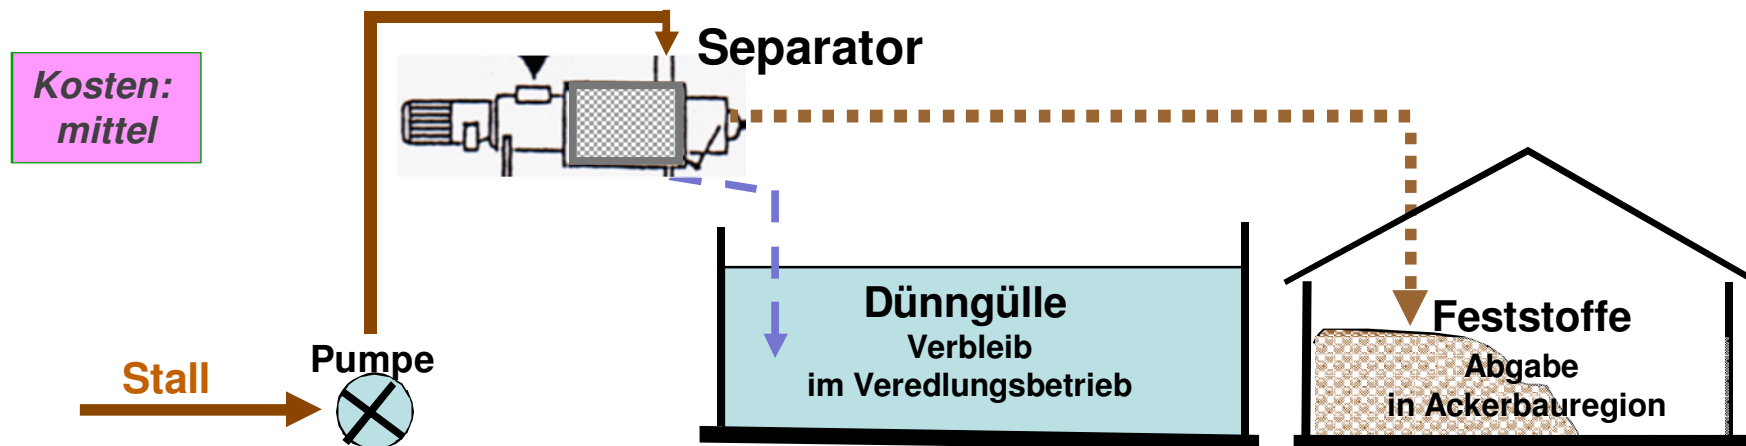 Kosten:
mittel
Separator
Stall
Pumpe
Dünngülle
Verbleib
im Veredlungsbetrieb
Feststoffe
Abgabe
in Ackerbauregion